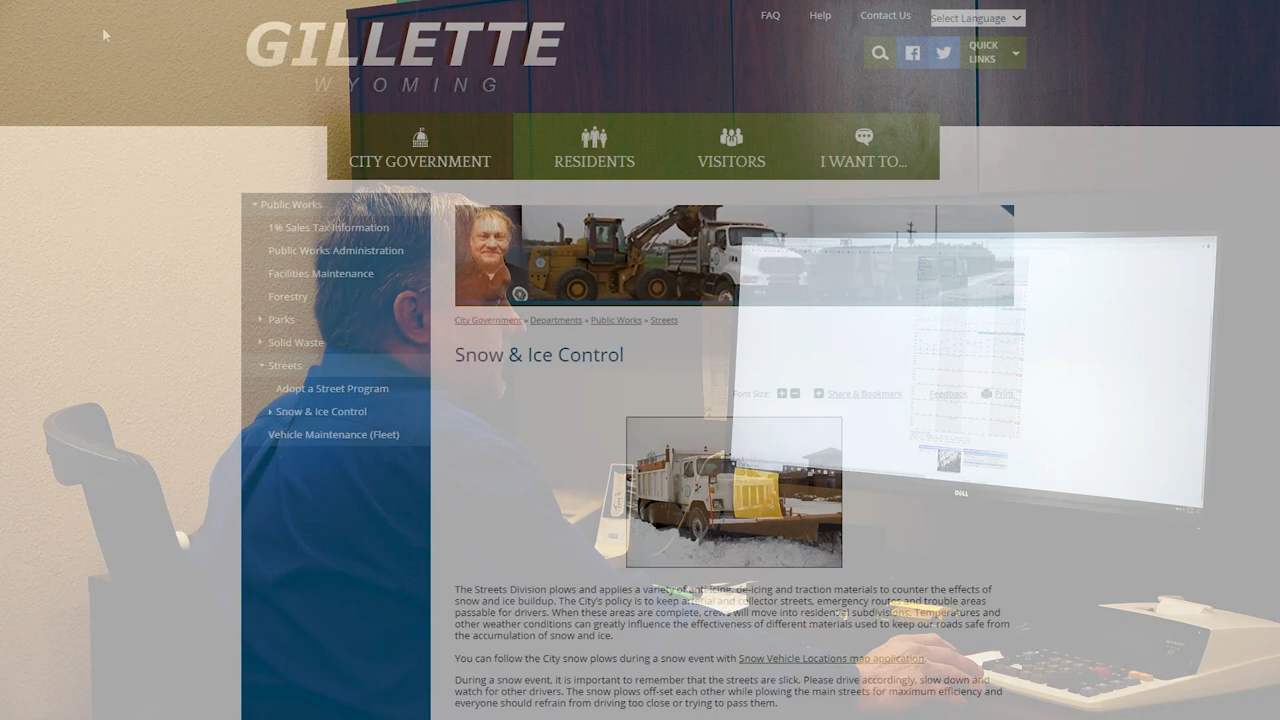 GILLETTE
WYOMING
FAQ
Help
Contact Us
Select Language
QUICK
LINKS
CITY GOVERNMENT
RESIDENTS
VISITORS
I WANT TO...
Public Works
1% Sales Tax Information
Public Works Administration
Facilities Maintenance
Forestry
Parks
Solid Waste
Streets
Adopt a Street Program
Snow & Ice Control
Vehicle Maintenance (Fleet)
City Government » Departments » Public Works » Streets
Snow & Ice Control
Font Size:
Share & Bookmark
Feedback
Print
DELL
The Streets Division plows and applies a variety of anti-icing, de-icing and traction materials to counter the effects of
snow and ice buildup. The City's policy is to keep arterial and collector streets, emergency routes and trouble areas
passable for drivers. When these areas are complete, crews will move into residential subdivisions. Temperatures and
other weather conditions can greatly influence the effectiveness of different materials used to keep our roads safe from
the accumulation of snow and ice.
You can follow the City snow plows during a snow event with Snow Vehicle Locations map application.
During a snow event, it is important to remember that the streets are slick. Please drive accordingly, slow down and
watch for other drivers. The snow plows off-set each other while plowing the main streets for maximum efficiency and
everyone should refrain from driving too close or trying to pass them.